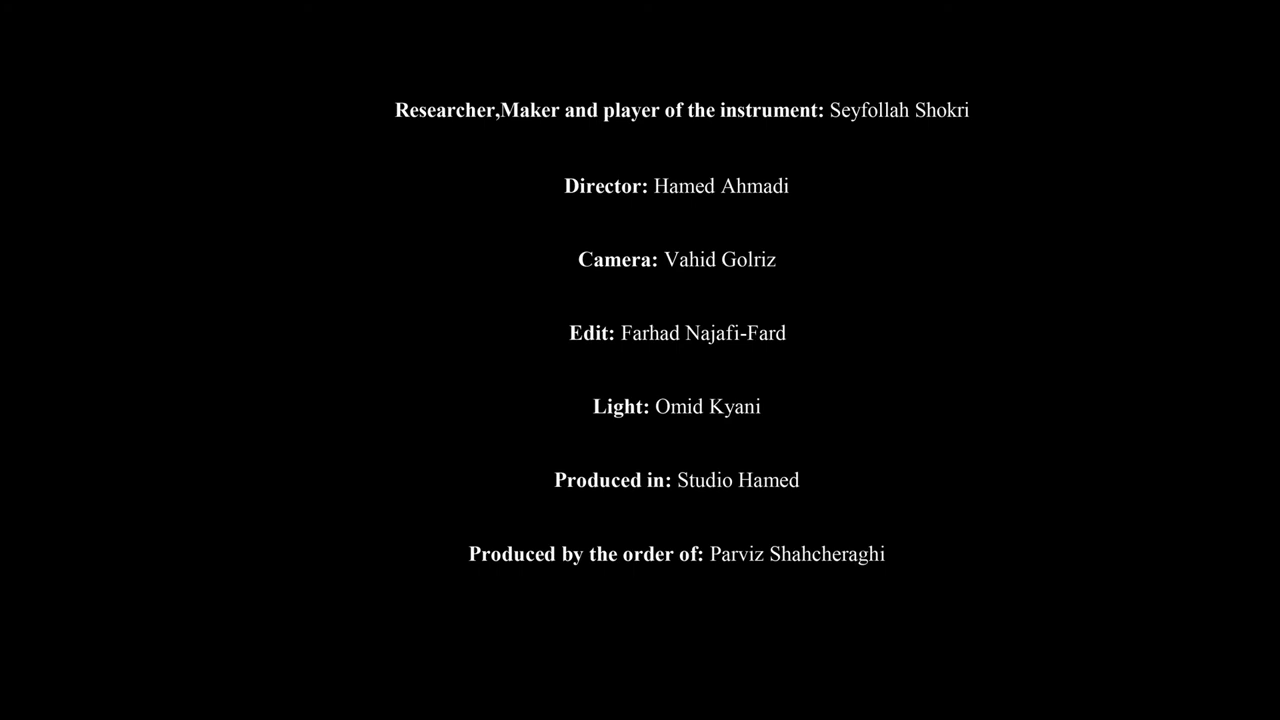 Researcher,Maker and player of the instrument: Seyfollah Shokri
Director: Hamed Ahmadi
Camera: Vahid Golriz
Edit: Farhad Najafi-Fard
Light: Omid Kyani
Produced in: Studio Hamed
Produced by the order of: Parviz Shahcheraghi